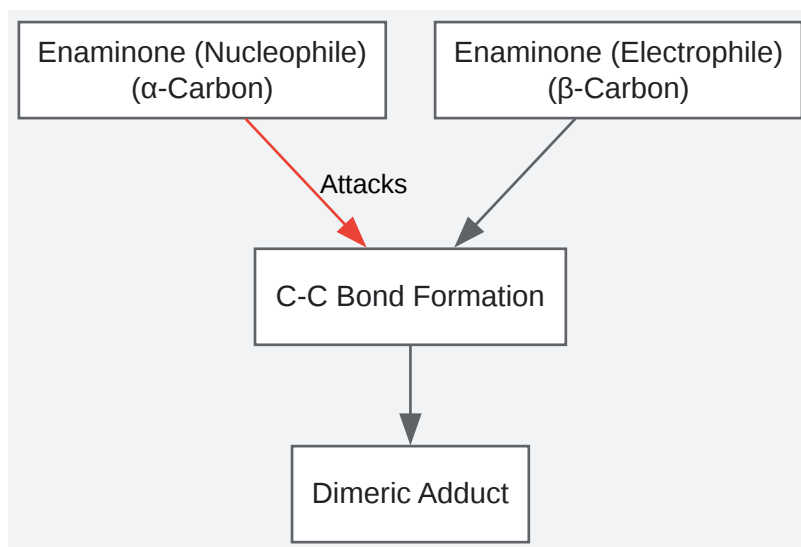 Enaminone (Nucleophile)
(α-Carbon)
Enaminone (Electrophile)
(β-Carbon)
Attacks
C-C Bond Formation
Dimeric Adduct